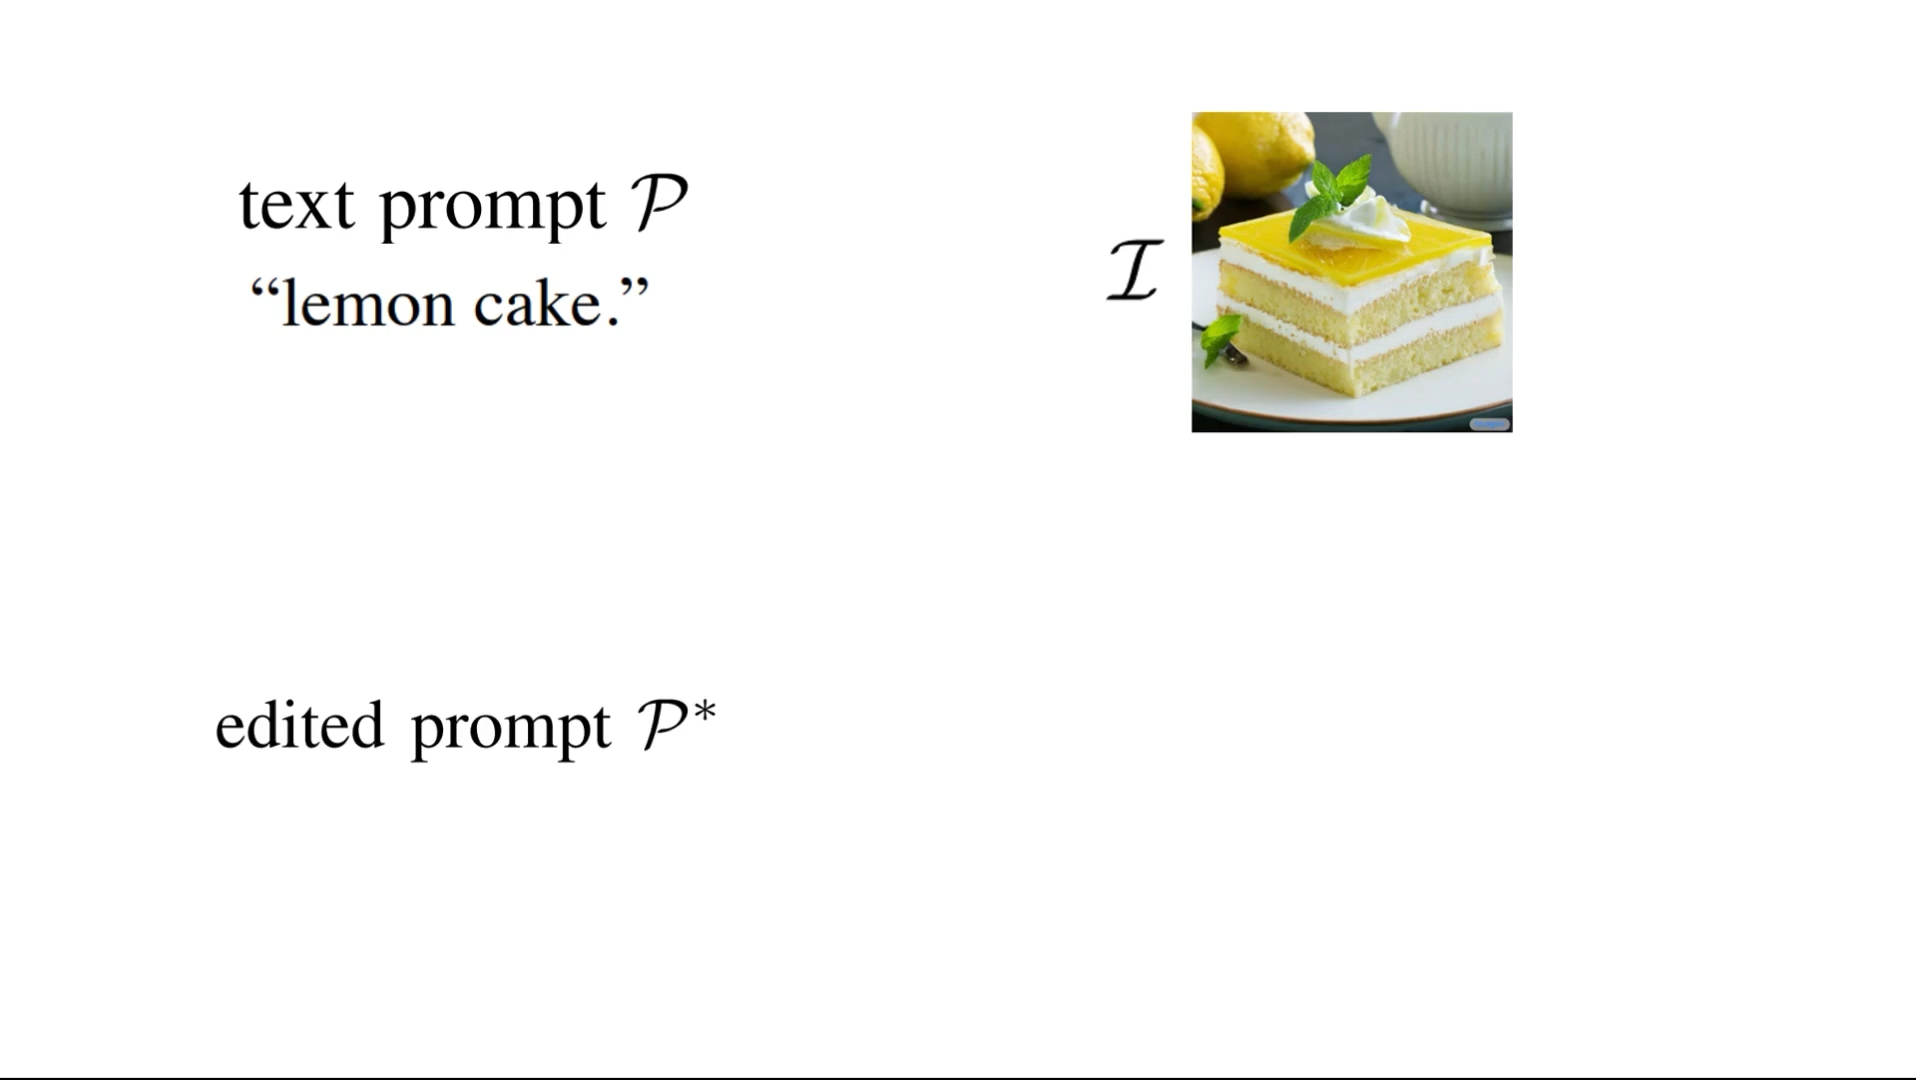 text prompt 𝒫
“lemon cake.”
ℐ
edited prompt 𝒫*